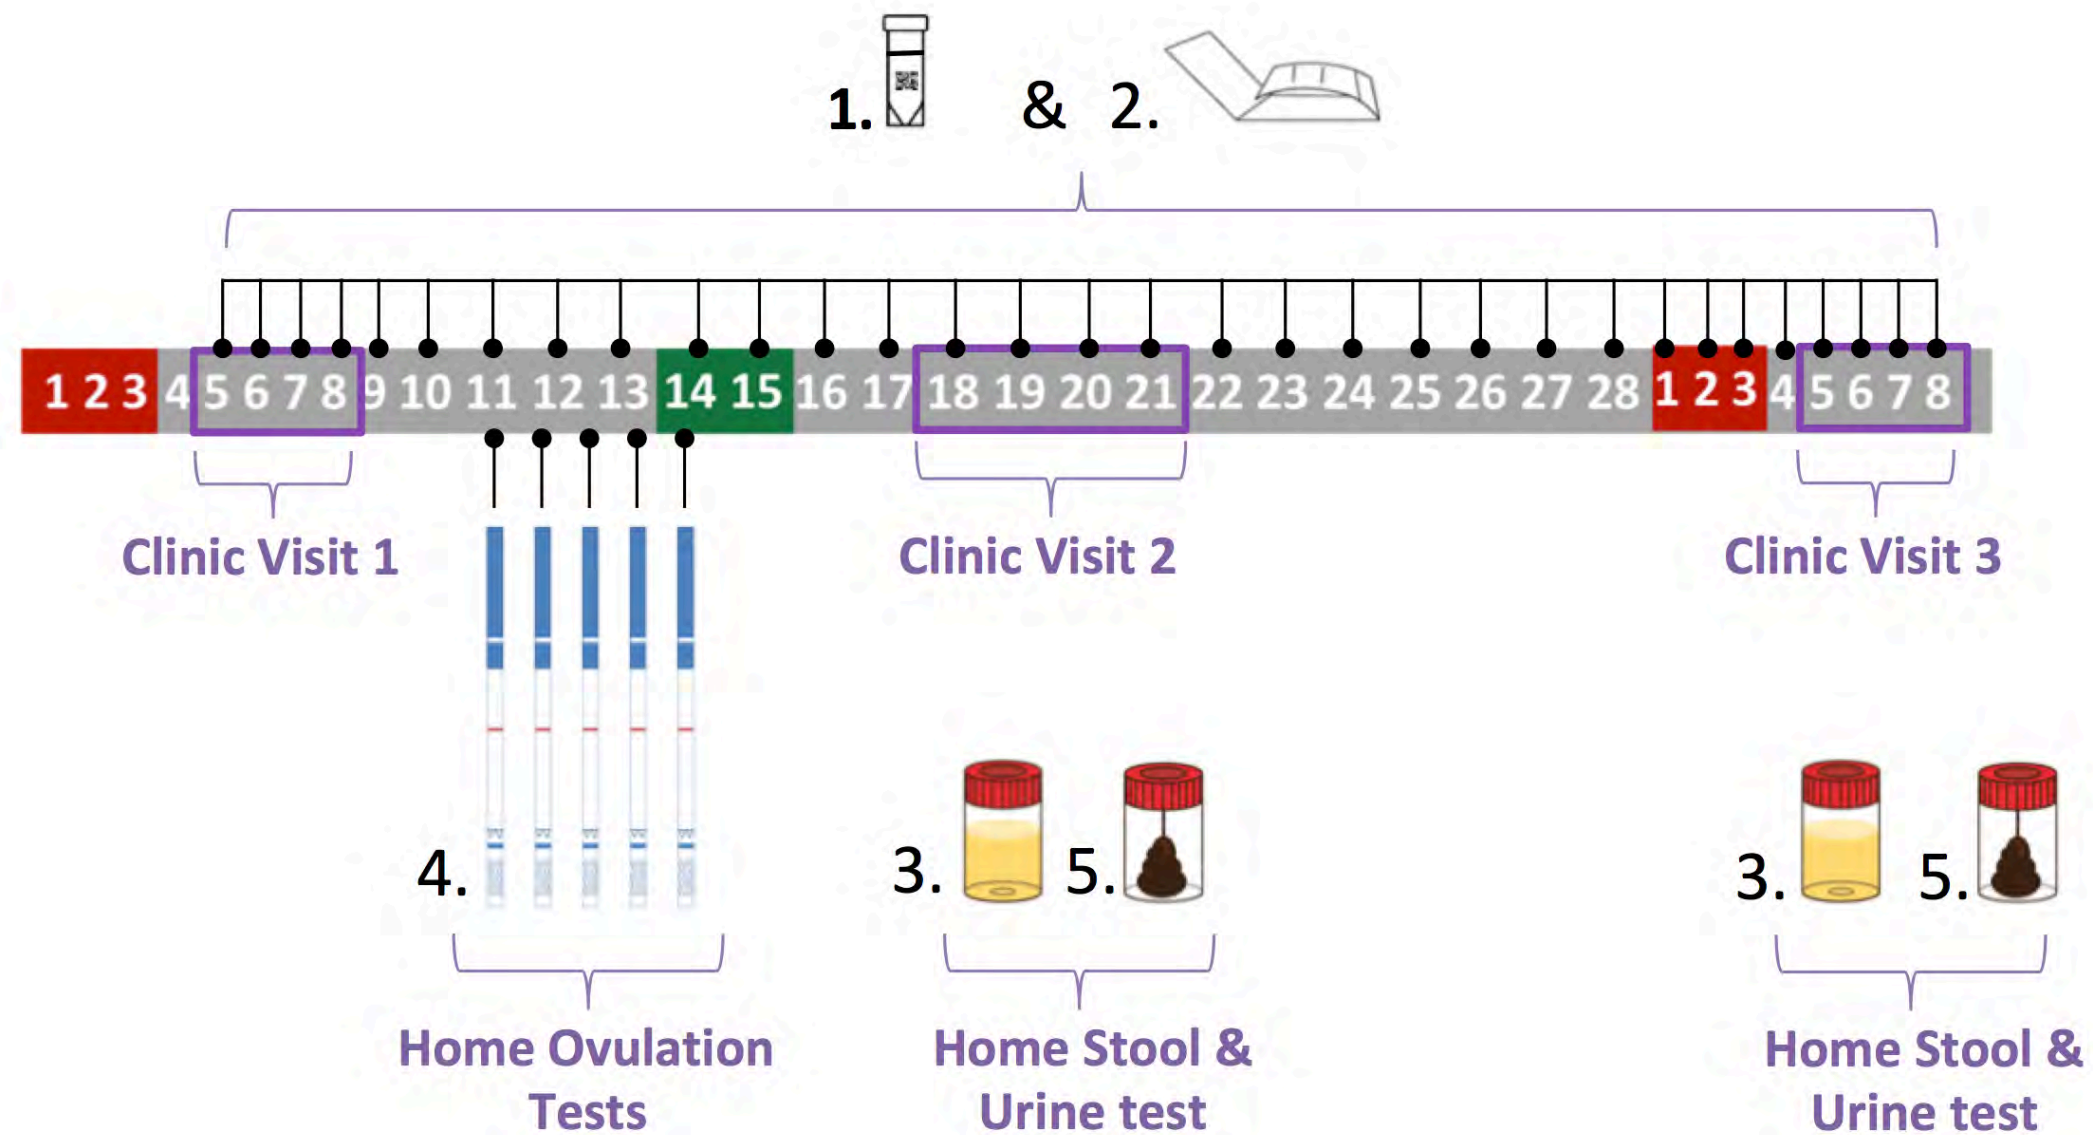 1. & 2.
1 2 3 4 5 6 7 8 9 10 11 12 13 14 15 16 17 18 19 20 21 22 23 24 25 26 27 28 1 2 3 4 5 6 7 8
Clinic Visit 1
Clinic Visit 2
Clinic Visit 3
4.
3.
5.
3.
5.
Home Ovulation
Tests
Home Stool &
Urine test
Home Stool &
Urine test